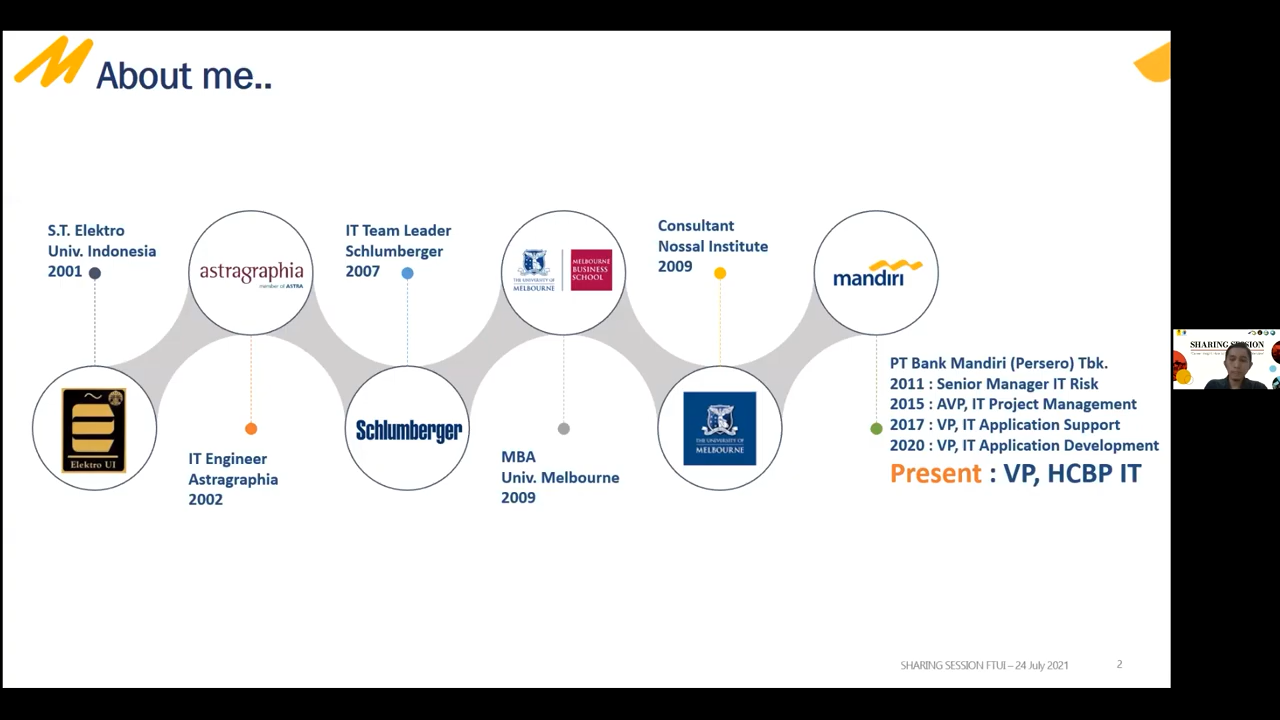 About me..
S.T. Elektro
Univ. Indonesia
2001
Elektro UI
astragraphia
member of ASTRA
IT Engineer
Astragraphia
2002
IT Team Leader
Schlumberger
2007
Schlumberger
THE UNIVERSITY OF
MELBOURNE
MELBOURNE
BUSINESS
SCHOOL
MBA
Univ. Melbourne
2009
Consultant
Nossal Institute
2009
THE UNIVERSITY OF
MELBOURNE
mandiri
PT Bank Mandiri (Persero) Tbk.
2011 : Senior Manager IT Risk
2015 : AVP, IT Project Management
2017 : VP, IT Application Support
2020 : VP, IT Application Development
Present : VP, HCBP IT
SHARING SESSION
SHARING SESSION FTUI – 24 July 2021
2